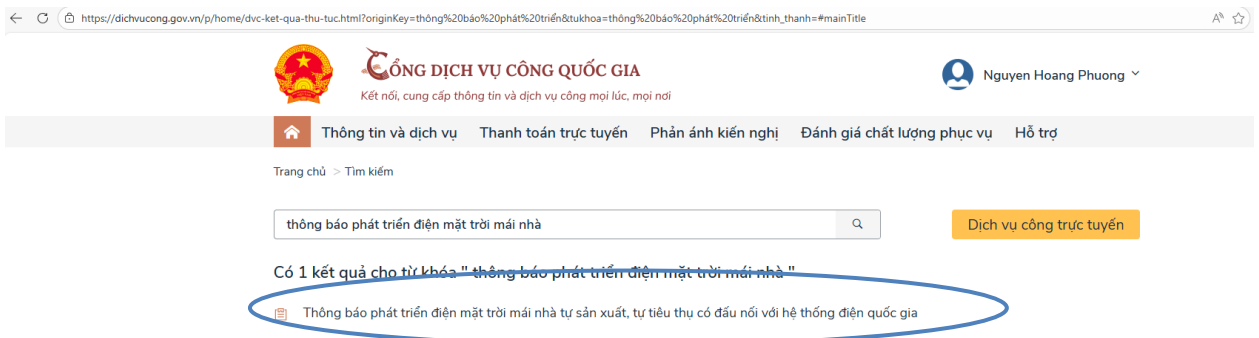 https://dichvucong.gov.vn/p/home/dvc-ket-qua-thu-tuc.html?originKey=thông%20báo%20phát%20triển&tukhoa=thông%20báo%20phát%20triển&tinh_thanh=#mainTitle
CỔNG DỊCH VỤ CÔNG QUỐC GIA
Kết nối, cung cấp thông tin và dịch vụ công mọi lúc, mọi nơi
Nguyen Hoang Phuong
Thông tin và dịch vụ Thanh toán trực tuyến Phản ánh kiến nghị Đánh giá chất lượng phục vụ Hỗ trợ
Trang chủ > Tìm kiếm
thông báo phát triển điện mặt trời mái nhà
Dịch vụ công trực tuyến
Có 1 kết quả cho từ khóa " thông báo phát triển điện mặt trời mái nhà "
Thông báo phát triển điện mặt trời mái nhà tự sản xuất, tự tiêu thụ có đấu nối với hệ thống điện quốc gia